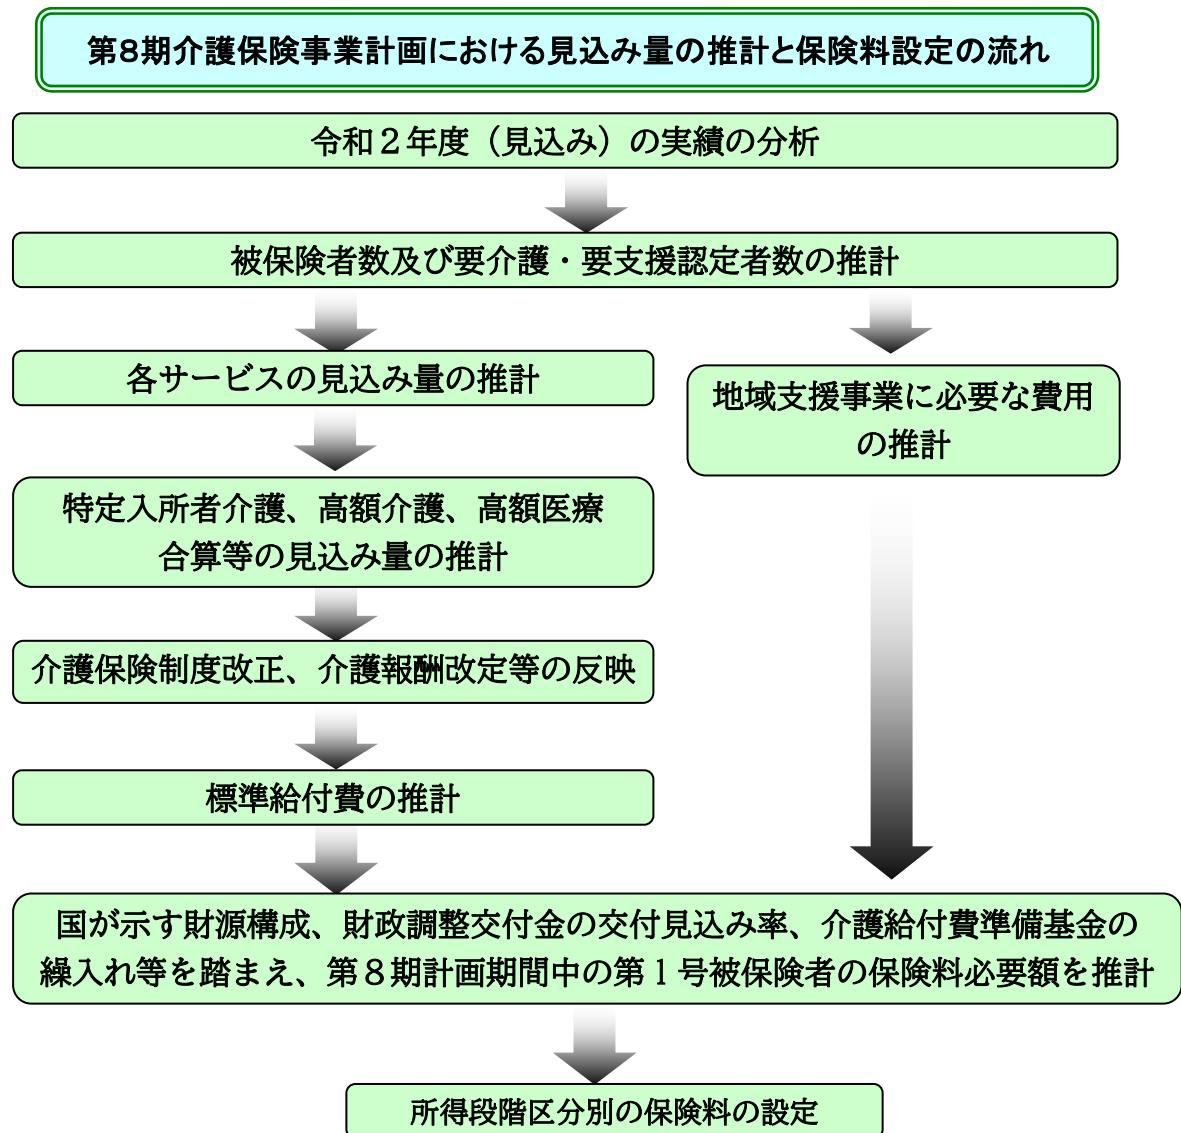 第８期介護保険事業計画における見込み量の推計と保険料設定の流れ
令和２年度（見込み）の実績の分析
被保険者数及び要介護・要支援認定者数の推計
各サービスの見込み量の推計
地域支援事業に必要な費用
の推計
特定入所者介護、高額介護、高額医療
合算等の見込み量の推計
介護保険制度改正、介護報酬改定等の反映
標準給付費の推計
国が示す財源構成、財政調整交付金の交付見込み率、介護給付費準備基金の
繰入れ等を踏まえ、第８期計画期間中の第１号被保険者の保険料必要額を推計
所得段階区分別の保険料の設定